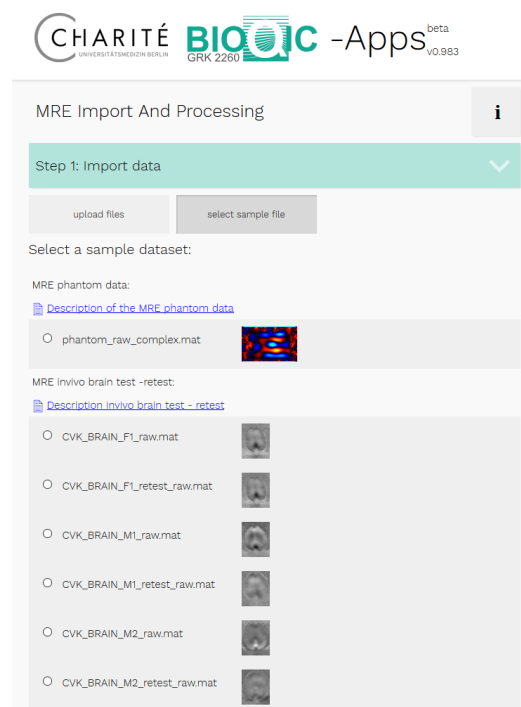 CHARITÉ
UNIVERSITÄTSMEDIZIN BERLIN
BIOQIC
GRK 2260
-Apps beta
v0.983
MRE Import And Processing
i
Step 1: Import data
upload files
select sample file
Select a sample dataset:
MRE phantom data:
Description of the MRE phantom data
phantom_raw_complex.mat
MRE invivo brain test -retest:
Description invivo brain test - retest
CVK_BRAIN_F1_raw.mat
CVK_BRAIN_F1_retest_raw.mat
CVK_BRAIN_M1_raw.mat
CVK_BRAIN_M1_retest_raw.mat
CVK_BRAIN_M2_raw.mat
CVK_BRAIN_M2_retest_raw.mat